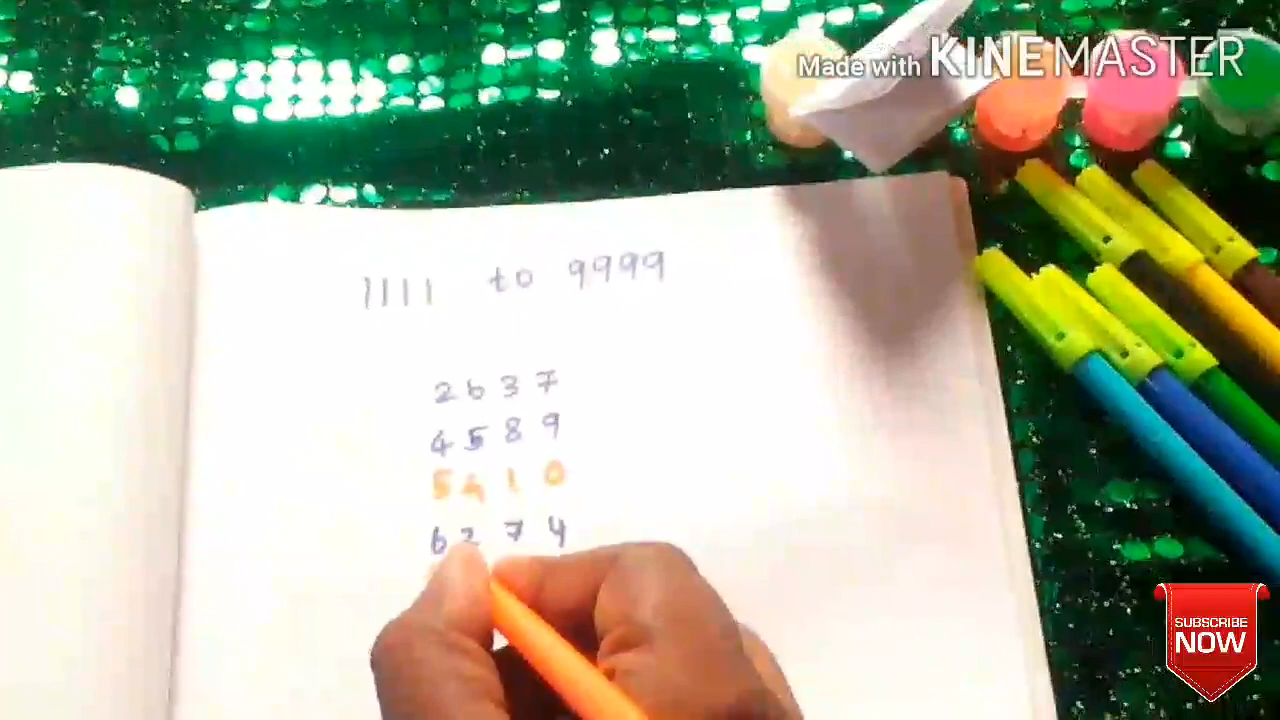 Made with KINEMASTER
1111 to 9999
2637
4589
5410
6274
SUBSCRIBE
NOW